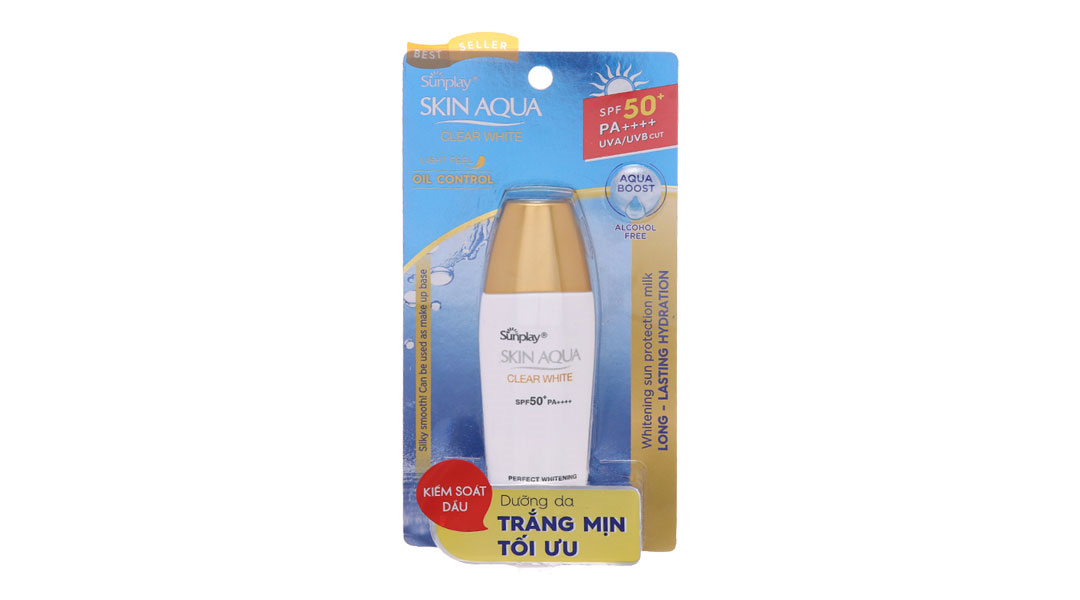 BEST SELLER
Sunplay®
SKIN AQUA
CLEAR WHITE
LIGHT FEEL
OIL CONTROL
SPF 50+
PA++++
UVA/UVB CUT
AQUA
BOOST
ALCOHOL
FREE
Silky smooth! Can be used as make up base
Whitening sun protection milk
LONG - LASTING HYDRATION
Sunplay®
SKIN AQUA
CLEAR WHITE
SPF50+ PA++++
PERFECT WHITENING
KIỂM SOÁT
DẦU
Dưỡng da
TRẮNG MỊN
TỐI ƯU